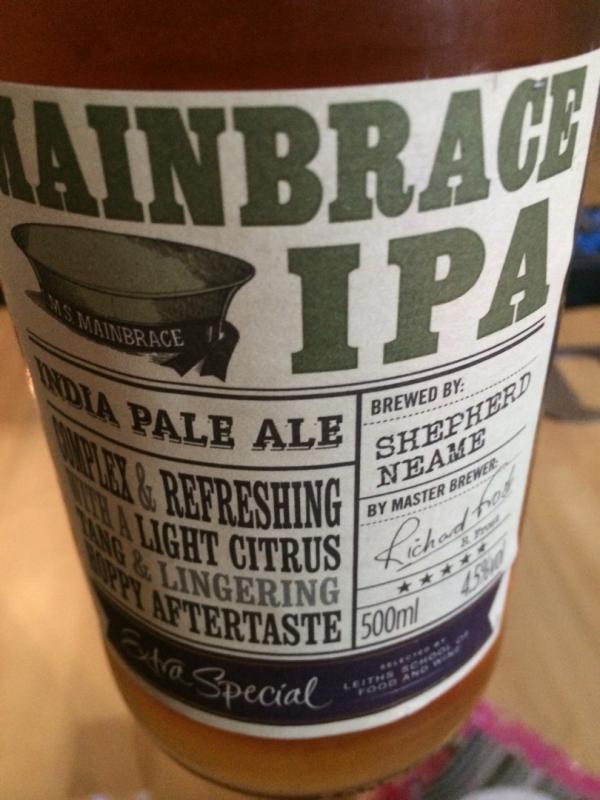 MAINBRACE
IPA
M.S. MAINBRACE
INDIA PALE ALE
COMPLEX & REFRESHING
WITH A LIGHT CITRUS
TANG & LINGERING
HOPPY AFTERTASTE
BREWED BY:
SHEPHERD
NEAME
BY MASTER BREWER:
Richard Frost
R. Frost
500ml
4.5%vol
Extra Special
SELECTED BY
LEITHS SCHOOL OF
FOOD AND WINE